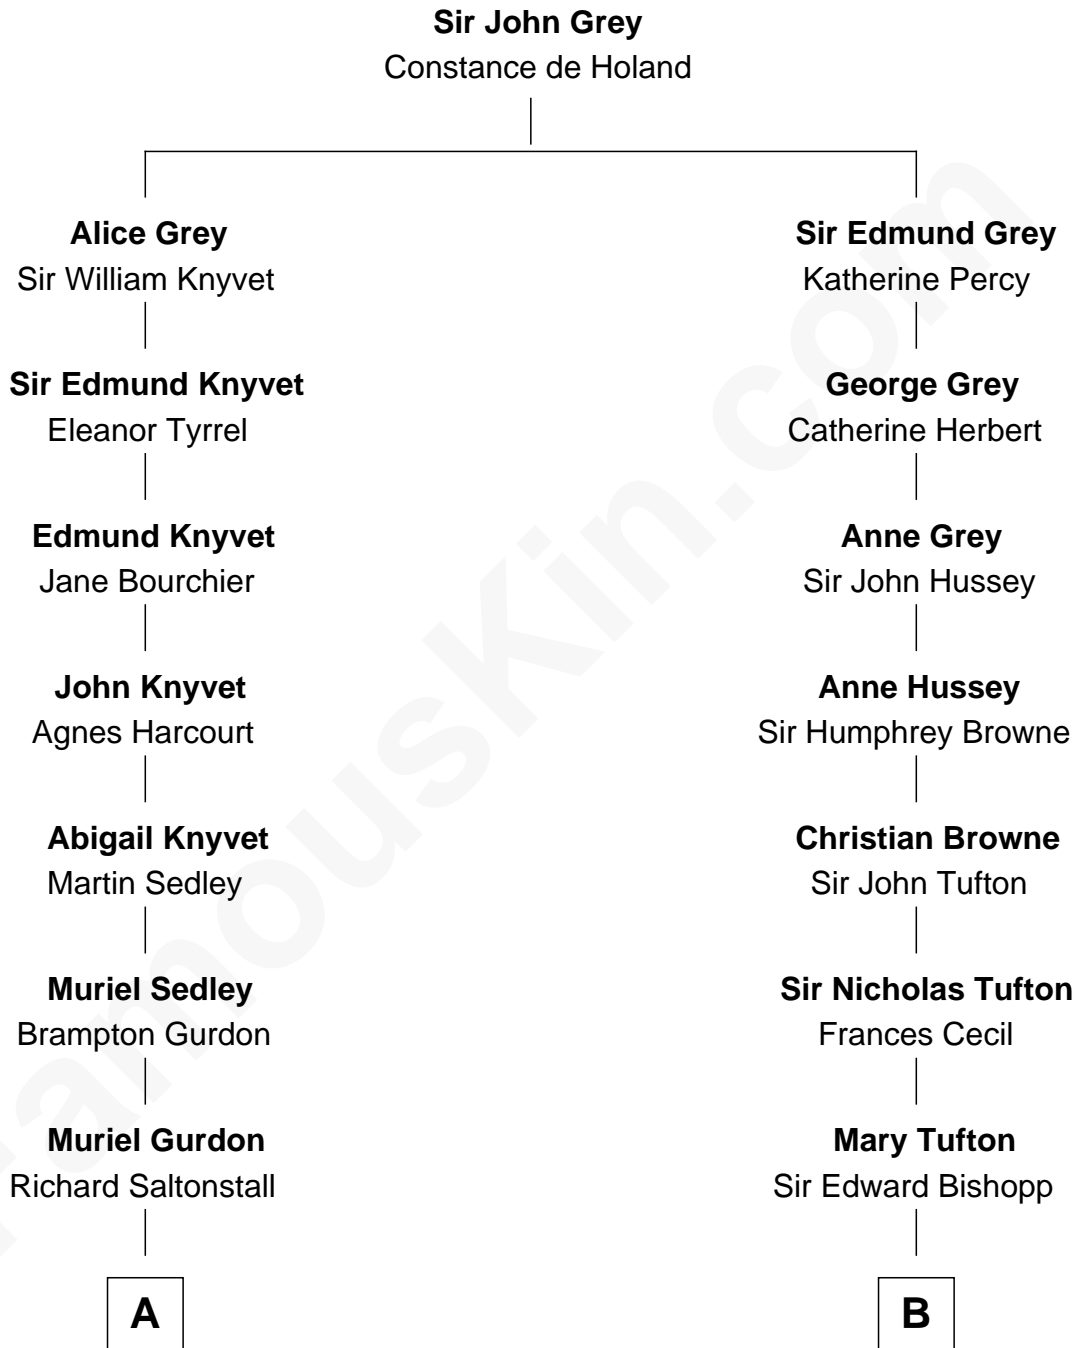 Sir John Grey
Constance de Holand
Alice Grey
Sir William Knyvet
Sir Edmund Grey
Katherine Percy
Sir Edmund Knyvet
Eleanor Tyrrel
George Grey
Catherine Herbert
Edmund Knyvet
Jane Bourchier
Anne Grey
Sir John Hussey
John Knyvet
Agnes Harcourt
Anne Hussey
Sir Humphrey Browne
Abigail Knyvet
Martin Sedley
Christian Browne
Sir John Tufton
Muriel Sedley
Brampton Gurdon
Sir Nicholas Tufton
Frances Cecil
Muriel Gurdon
Richard Saltonstall
Mary Tufton
Sir Edward Bishopp
A
B
FamousKin.com